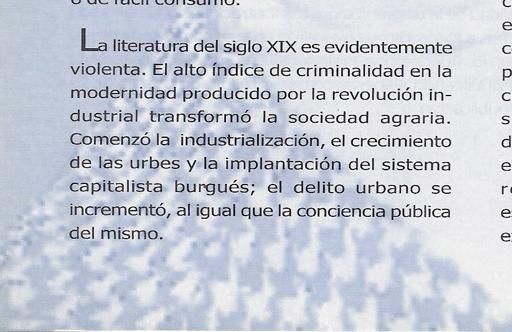 o de fácil consumo.
La literatura del siglo XIX es evidentemente
violenta. El alto índice de criminalidad en la
modernidad producido por la revolución in-
dustrial transformó la sociedad agraria.
Comenzó la industrialización, el crecimiento
de las urbes y la implantación del sistema
capitalista burgués; el delito urbano se
incrementó, al igual que la conciencia pública
del mismo.